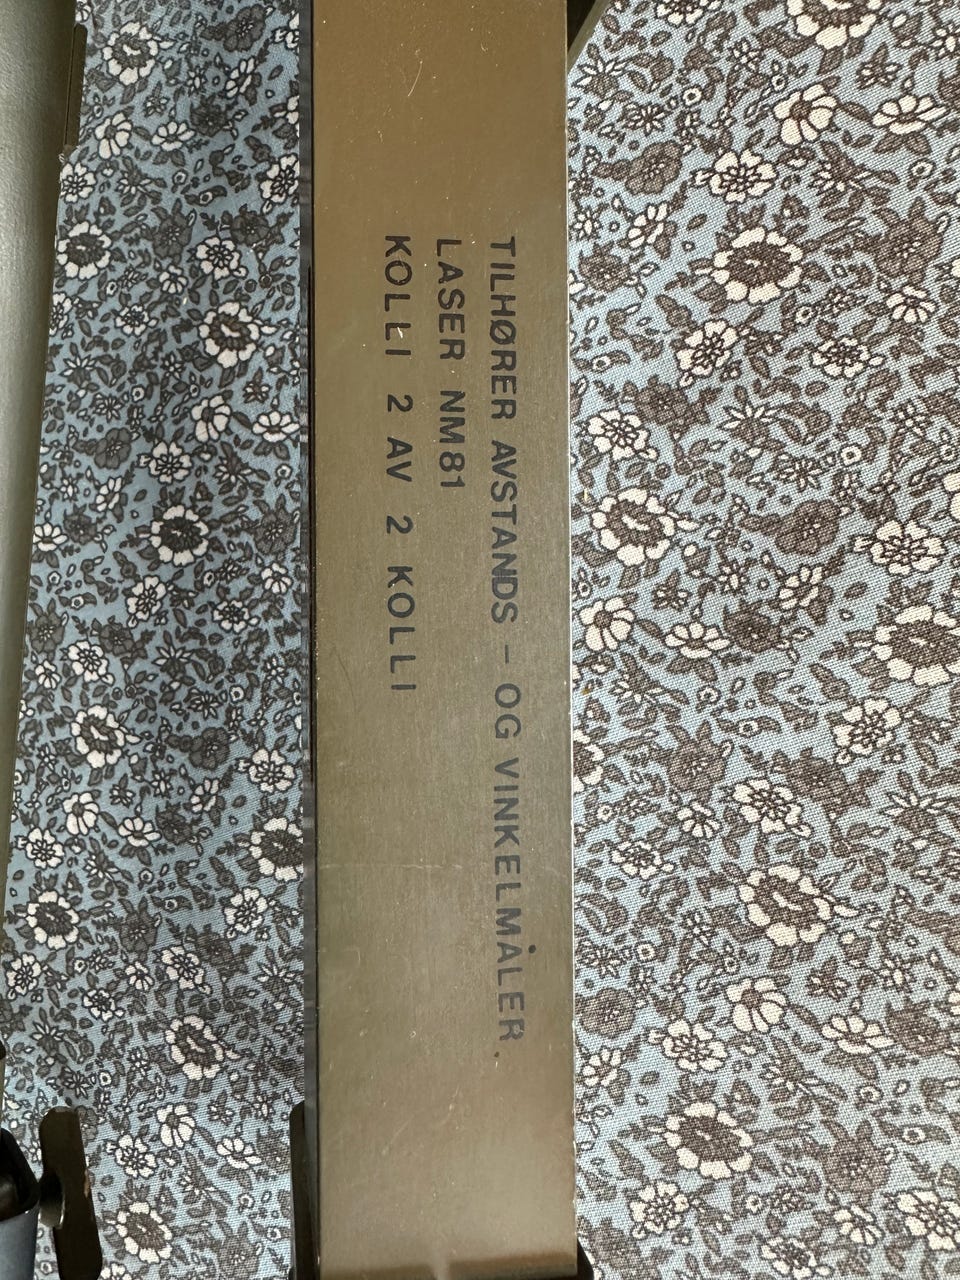 TILHØRER AVSTANDS - OG VINKELMÅLER,
LASER NM81
KOLLI 2 AV 2 KOLLI